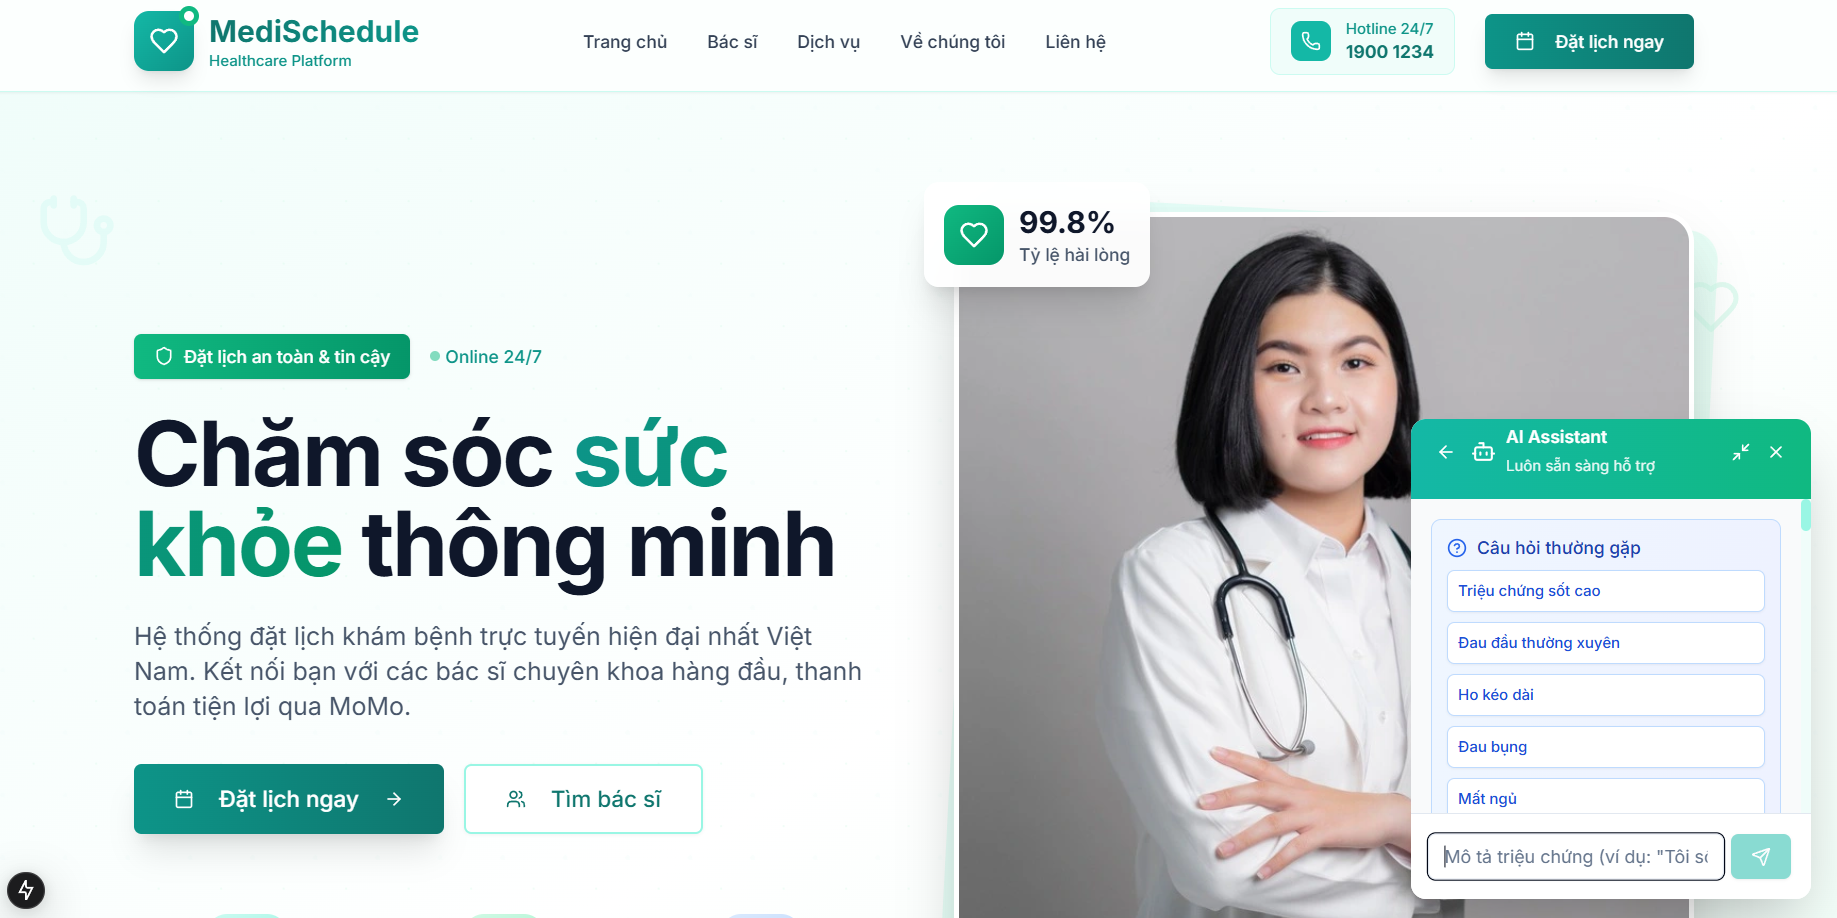 MediSchedule
Healthcare Platform
Trang chủ
Bác sĩ
Dịch vụ
Về chúng tôi
Liên hệ
Hotline 24/7
1900 1234
Đặt lịch ngay
99.8%
Tỷ lệ hài lòng
Đặt lịch an toàn & tin cậy
Online 24/7
Chăm sóc sức
khỏe thông minh
Hệ thống đặt lịch khám bệnh trực tuyến hiện đại nhất Việt
Nam. Kết nối bạn với các bác sĩ chuyên khoa hàng đầu, thanh
toán tiện lợi qua MoMo.
Đặt lịch ngay
Tìm bác sĩ
AI Assistant
Luôn sẵn sàng hỗ trợ
Câu hỏi thường gặp
Triệu chứng sốt cao
Đau đầu thường xuyên
Ho kéo dài
Đau bụng
Mất ngủ
Mô tả triệu chứng (ví dụ: "Tôi